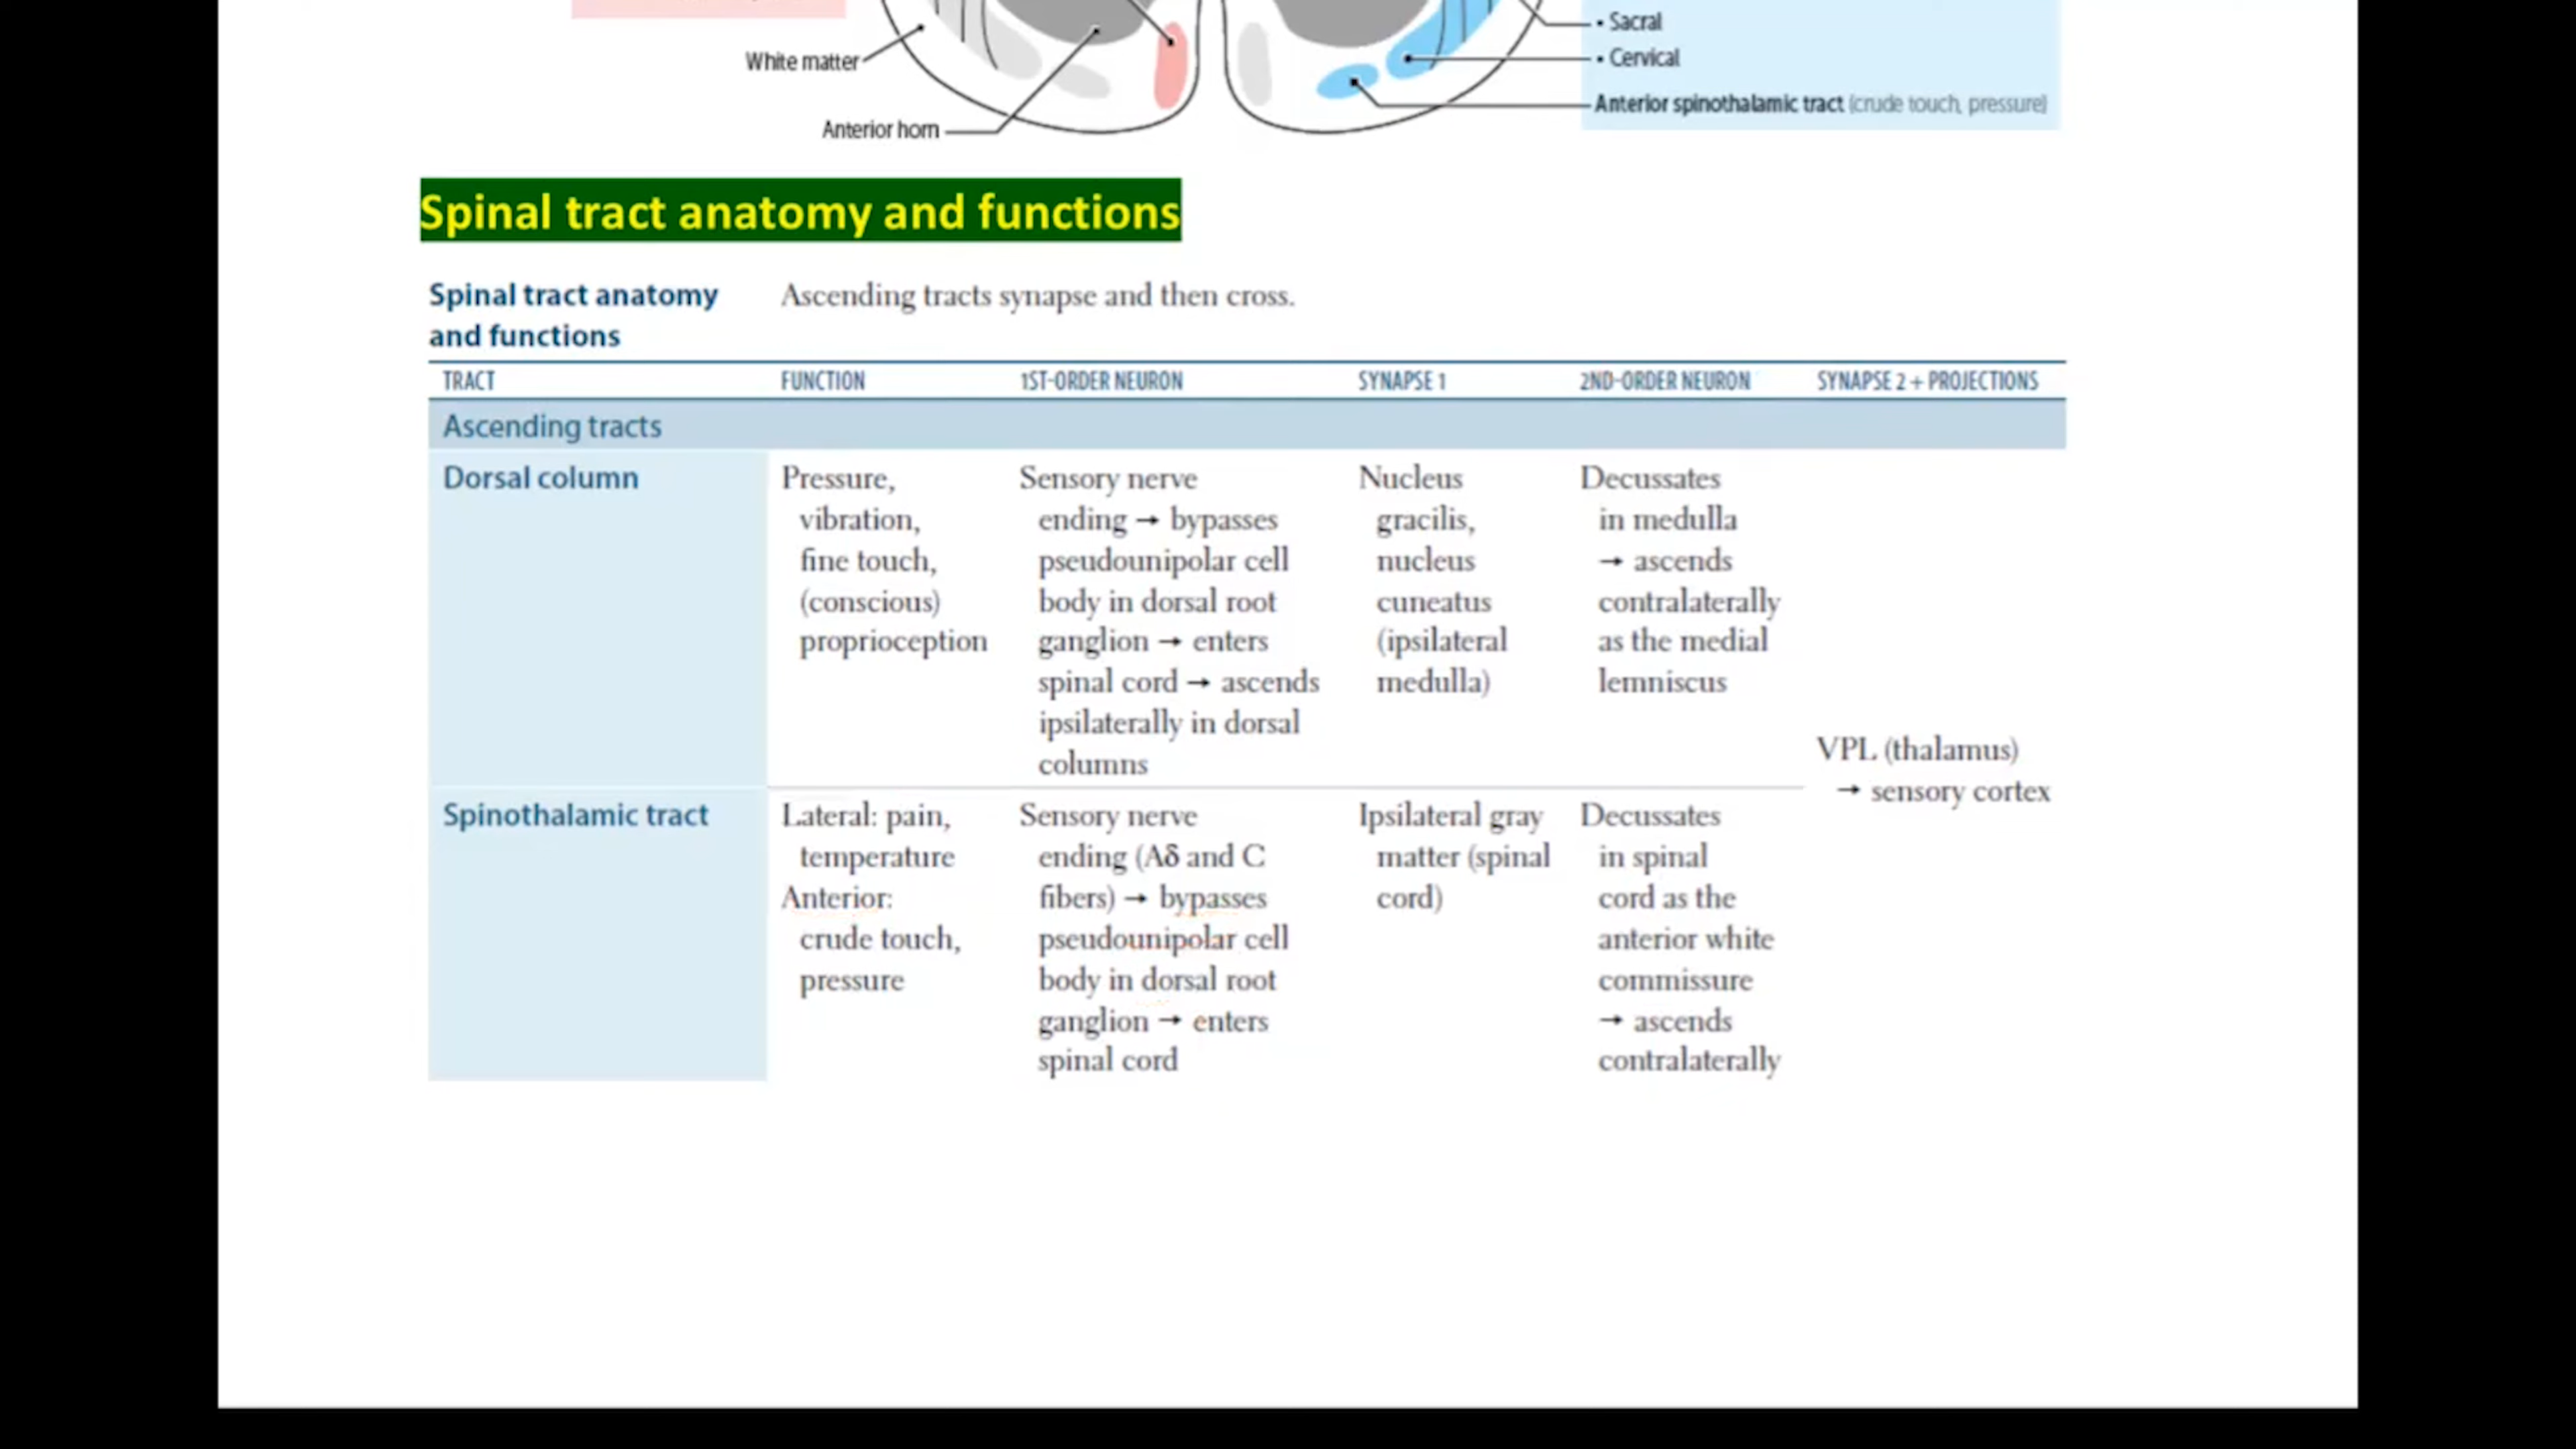 • Sacral
White matter
• Cervical
Anterior spinothalamic tract (crude touch, pressure)
Anterior horn
Spinal tract anatomy and functions
Spinal tract anatomy
and functions
Ascending tracts synapse and then cross.
TRACT
FUNCTION
1ST-ORDER NEURON
SYNAPSE 1
2ND-ORDER NEURON
SYNAPSE 2 + PROJECTIONS
Ascending tracts
Dorsal column
Pressure,
vibration,
fine touch,
(conscious)
proprioception
Sensory nerve
ending → bypasses
pseudounipolar cell
body in dorsal root
ganglion → enters
spinal cord → ascends
ipsilaterally in dorsal
columns
Nucleus
gracilis,
nucleus
cuneatus
(ipsilateral
medulla)
Decussates
in medulla
→ ascends
contralaterally
as the medial
lemniscus
VPL (thalamus)
→ sensory cortex
Spinothalamic tract
Lateral: pain,
temperature
Anterior:
crude touch,
pressure
Sensory nerve
ending (Aδ and C
fibers) → bypasses
pseudounipolar cell
body in dorsal root
ganglion → enters
spinal cord
Ipsilateral gray
matter (spinal
cord)
Decussates
in spinal
cord as the
anterior white
commissure
→ ascends
contralaterally